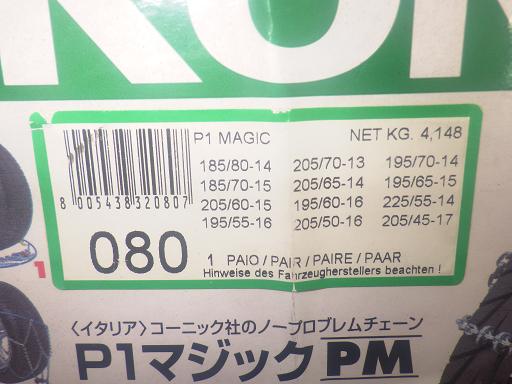 P1 MAGIC NET KG. 4,148
185/80-14 205/70-13 195/70-14
185/70-15 205/65-14 195/65-15
205/60-15 195/60-16 225/55-14
195/55-16 205/50-16 205/45-17
8 005438 320807
080
1 PAIO / PAIR / PAIRE / PAAR
Hinweise des Fahrzeugherstellers beachten !
1
〈イタリア〉コーニック社のノープロブレムチェーン
P1マジックPM